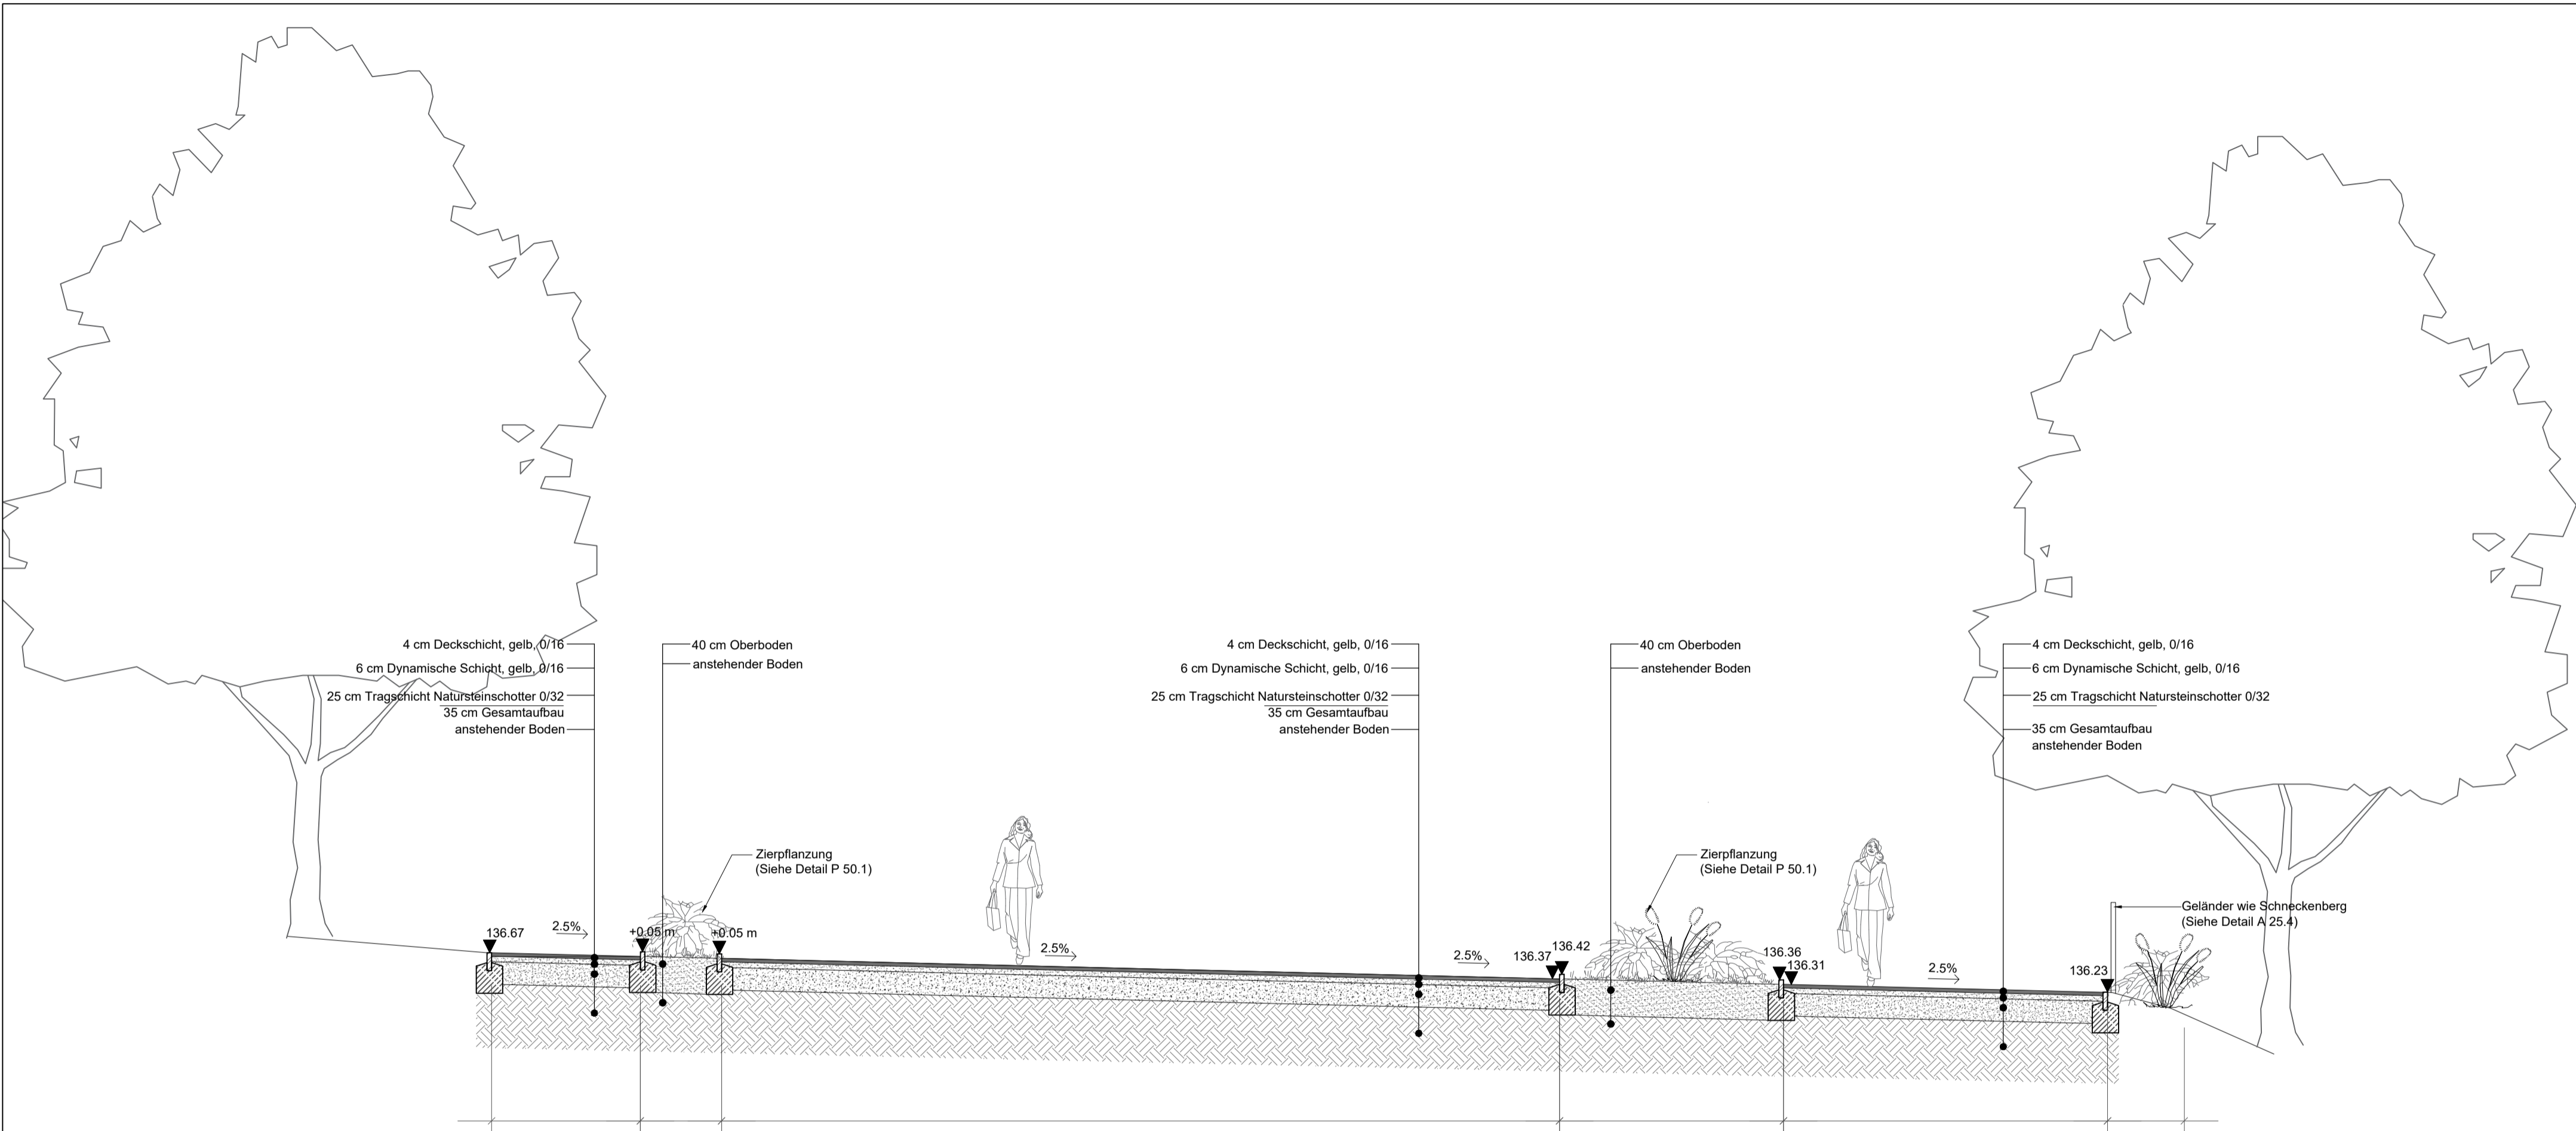 4 cm Deckschicht, gelb, 0/16
6 cm Dynamische Schicht, gelb, 0/16
25 cm Tragschicht Natursteinschotter 0/32
35 cm Gesamtaufbau
anstehender Boden
40 cm Oberboden
anstehender Boden
4 cm Deckschicht, gelb, 0/16
6 cm Dynamische Schicht, gelb, 0/16
25 cm Tragschicht Natursteinschotter 0/32
35 cm Gesamtaufbau
anstehender Boden
40 cm Oberboden
anstehender Boden
4 cm Deckschicht, gelb, 0/16
6 cm Dynamische Schicht, gelb, 0/16
25 cm Tragschicht Natursteinschotter 0/32
35 cm Gesamtaufbau
anstehender Boden
Zierpflanzung
(Siehe Detail P 50.1)
Zierpflanzung
(Siehe Detail P 50.1)
Geländer wie Schneckenberg
(Siehe Detail A 25.4)
136.67
2.5%
+0.05 m
+0.05 m
2.5%
2.5%
136.37
136.42
136.36
136.31
2.5%
136.23